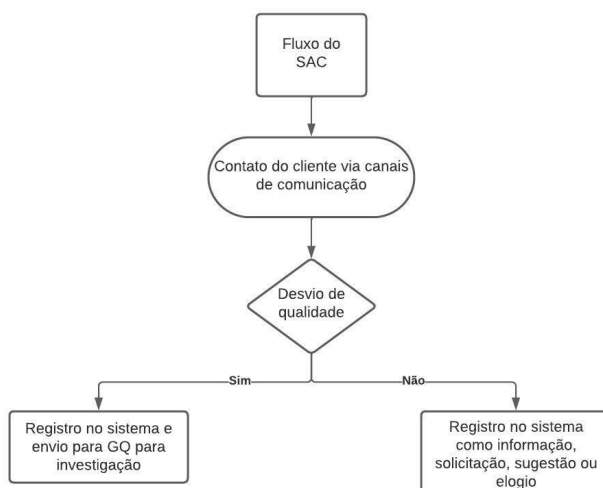 Fluxo do
SAC
Contato do cliente via canais
de comunicação
Desvio de
qualidade
Sim
Não
Registro no sistema e
envio para GQ para
investigação
Registro no sistema
como informação,
solicitação, sugestão ou
elogio